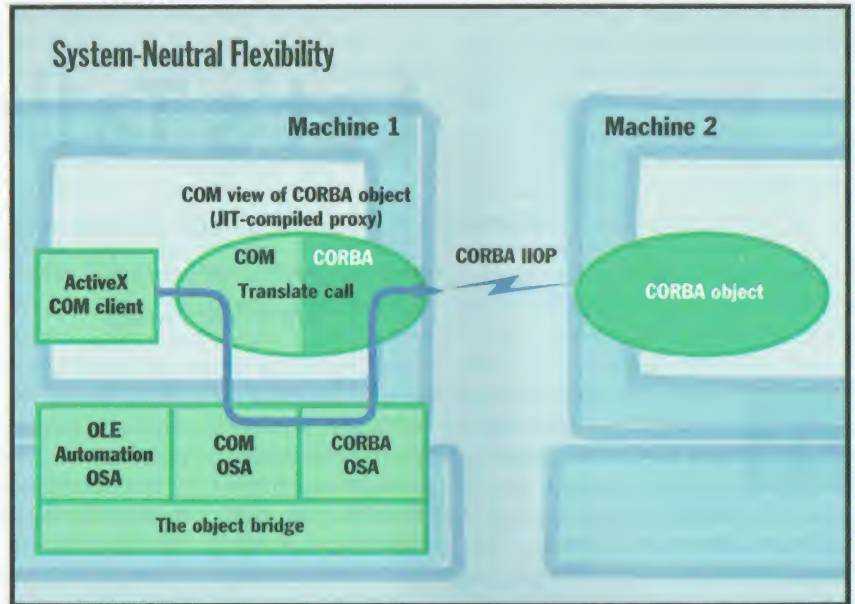 System-Neutral Flexibility
Machine 1
Machine 2
COM view of CORBA object
(JIT-compiled proxy)
COM
CORBA
CORBA IIOP
ActiveX
COM client
Translate call
CORBA object
OLE
Automation
OSA
COM
OSA
CORBA
OSA
The object bridge